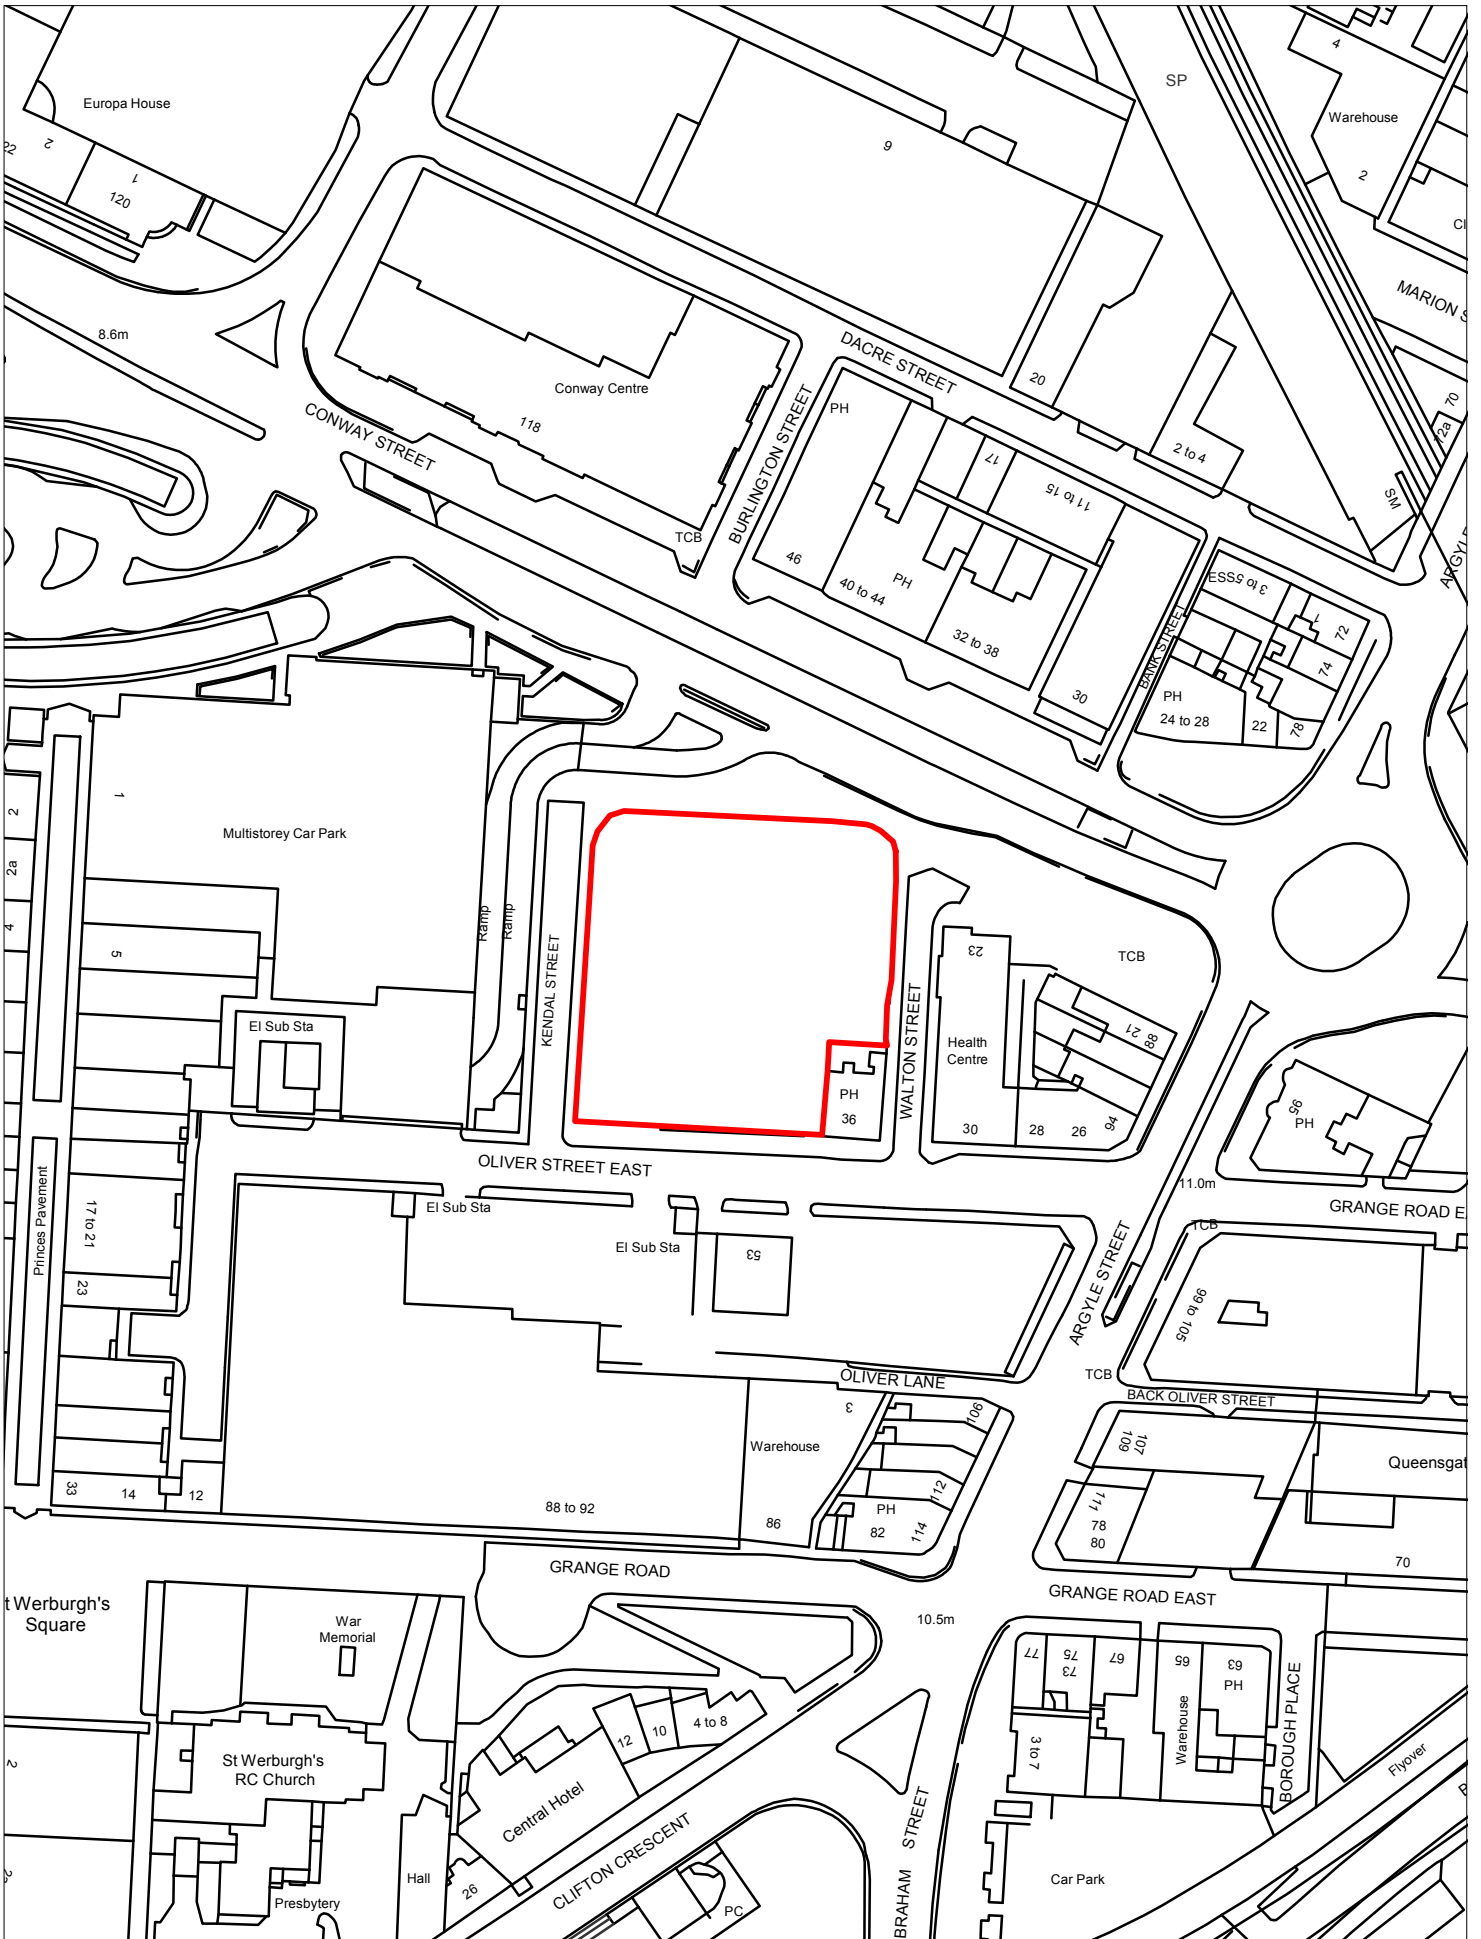 4
SP
Europa House
Warehouse
9
22
2
1
120
2
MARION S
8.6m
DACRE STREET
20
Conway Centre
70
72a
BURLINGTON STREET
PH
CONWAY STREET
118
17
2 to 4
11 to 15
SM
TCB
46
40 to 44
PH
32 to 38
ESS
3 to 5
1
72
74
BANK STREET
PH
24 to 28
22
78
30
1
2
Multistorey Car Park
2a
4
5
Ramp
Ramp
KENDAL STREET
23
TCB
21
88
El Sub Sta
Health
Centre
WALTON STREET
PH
36
30
28
26
94
95
PH
OLIVER STREET EAST
11.0m
GRANGE ROAD E
Princes Pavement
17 to 21
El Sub Sta
El Sub Sta
53
TCB
ARGYLE STREET
23
99 to 105
TCB
OLIVER LANE
BACK OLIVER STREET
3
106
Warehouse
107
109
Queensgat
33
14
12
88 to 92
86
PH
82
112
114
111
78
80
70
GRANGE ROAD
GRANGE ROAD EAST
t Werburgh's
Square
War
Memorial
10.5m
77
75
73
67
65
63
PH
BOROUGH PLACE
12
10
4 to 8
2
St Werburgh's
RC Church
3 to 7
Warehouse
Flyover
Central Hotel
CLIFTON CRESCENT
BRAHAM STREET
Hall
26
Car Park
Presbytery
PC